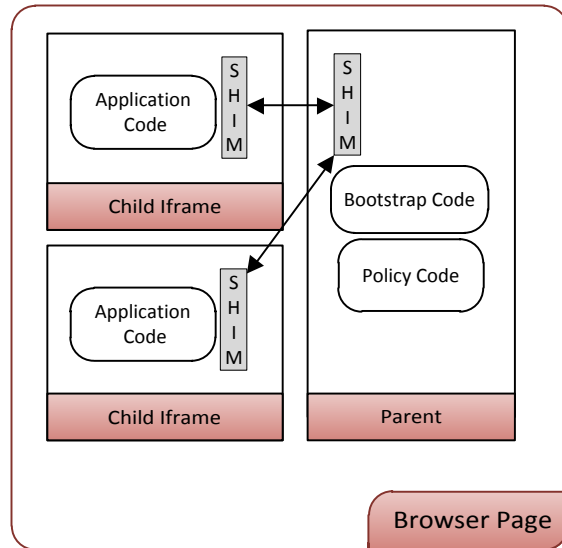 Application
Code
S
H
I
M
Child Iframe
Application
Code
S
H
I
M
Child Iframe
S
H
I
M
Bootstrap Code
Policy Code
Parent
Browser Page